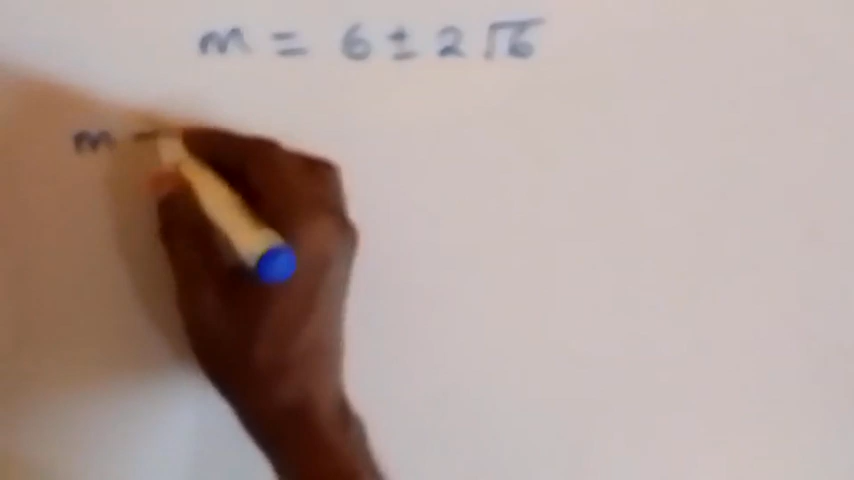 m = 6 ± 2√6
m -